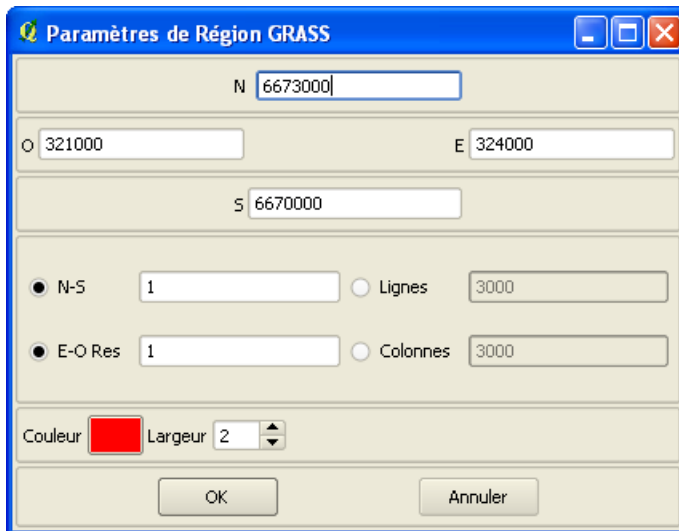 Paramètres de Région GRASS
N 6673000
O 321000 E 324000
S 6670000
N-S 1 Lignes 3000
E-O Res 1 Colonnes 3000
Couleur Largeur 2
OK Annuler